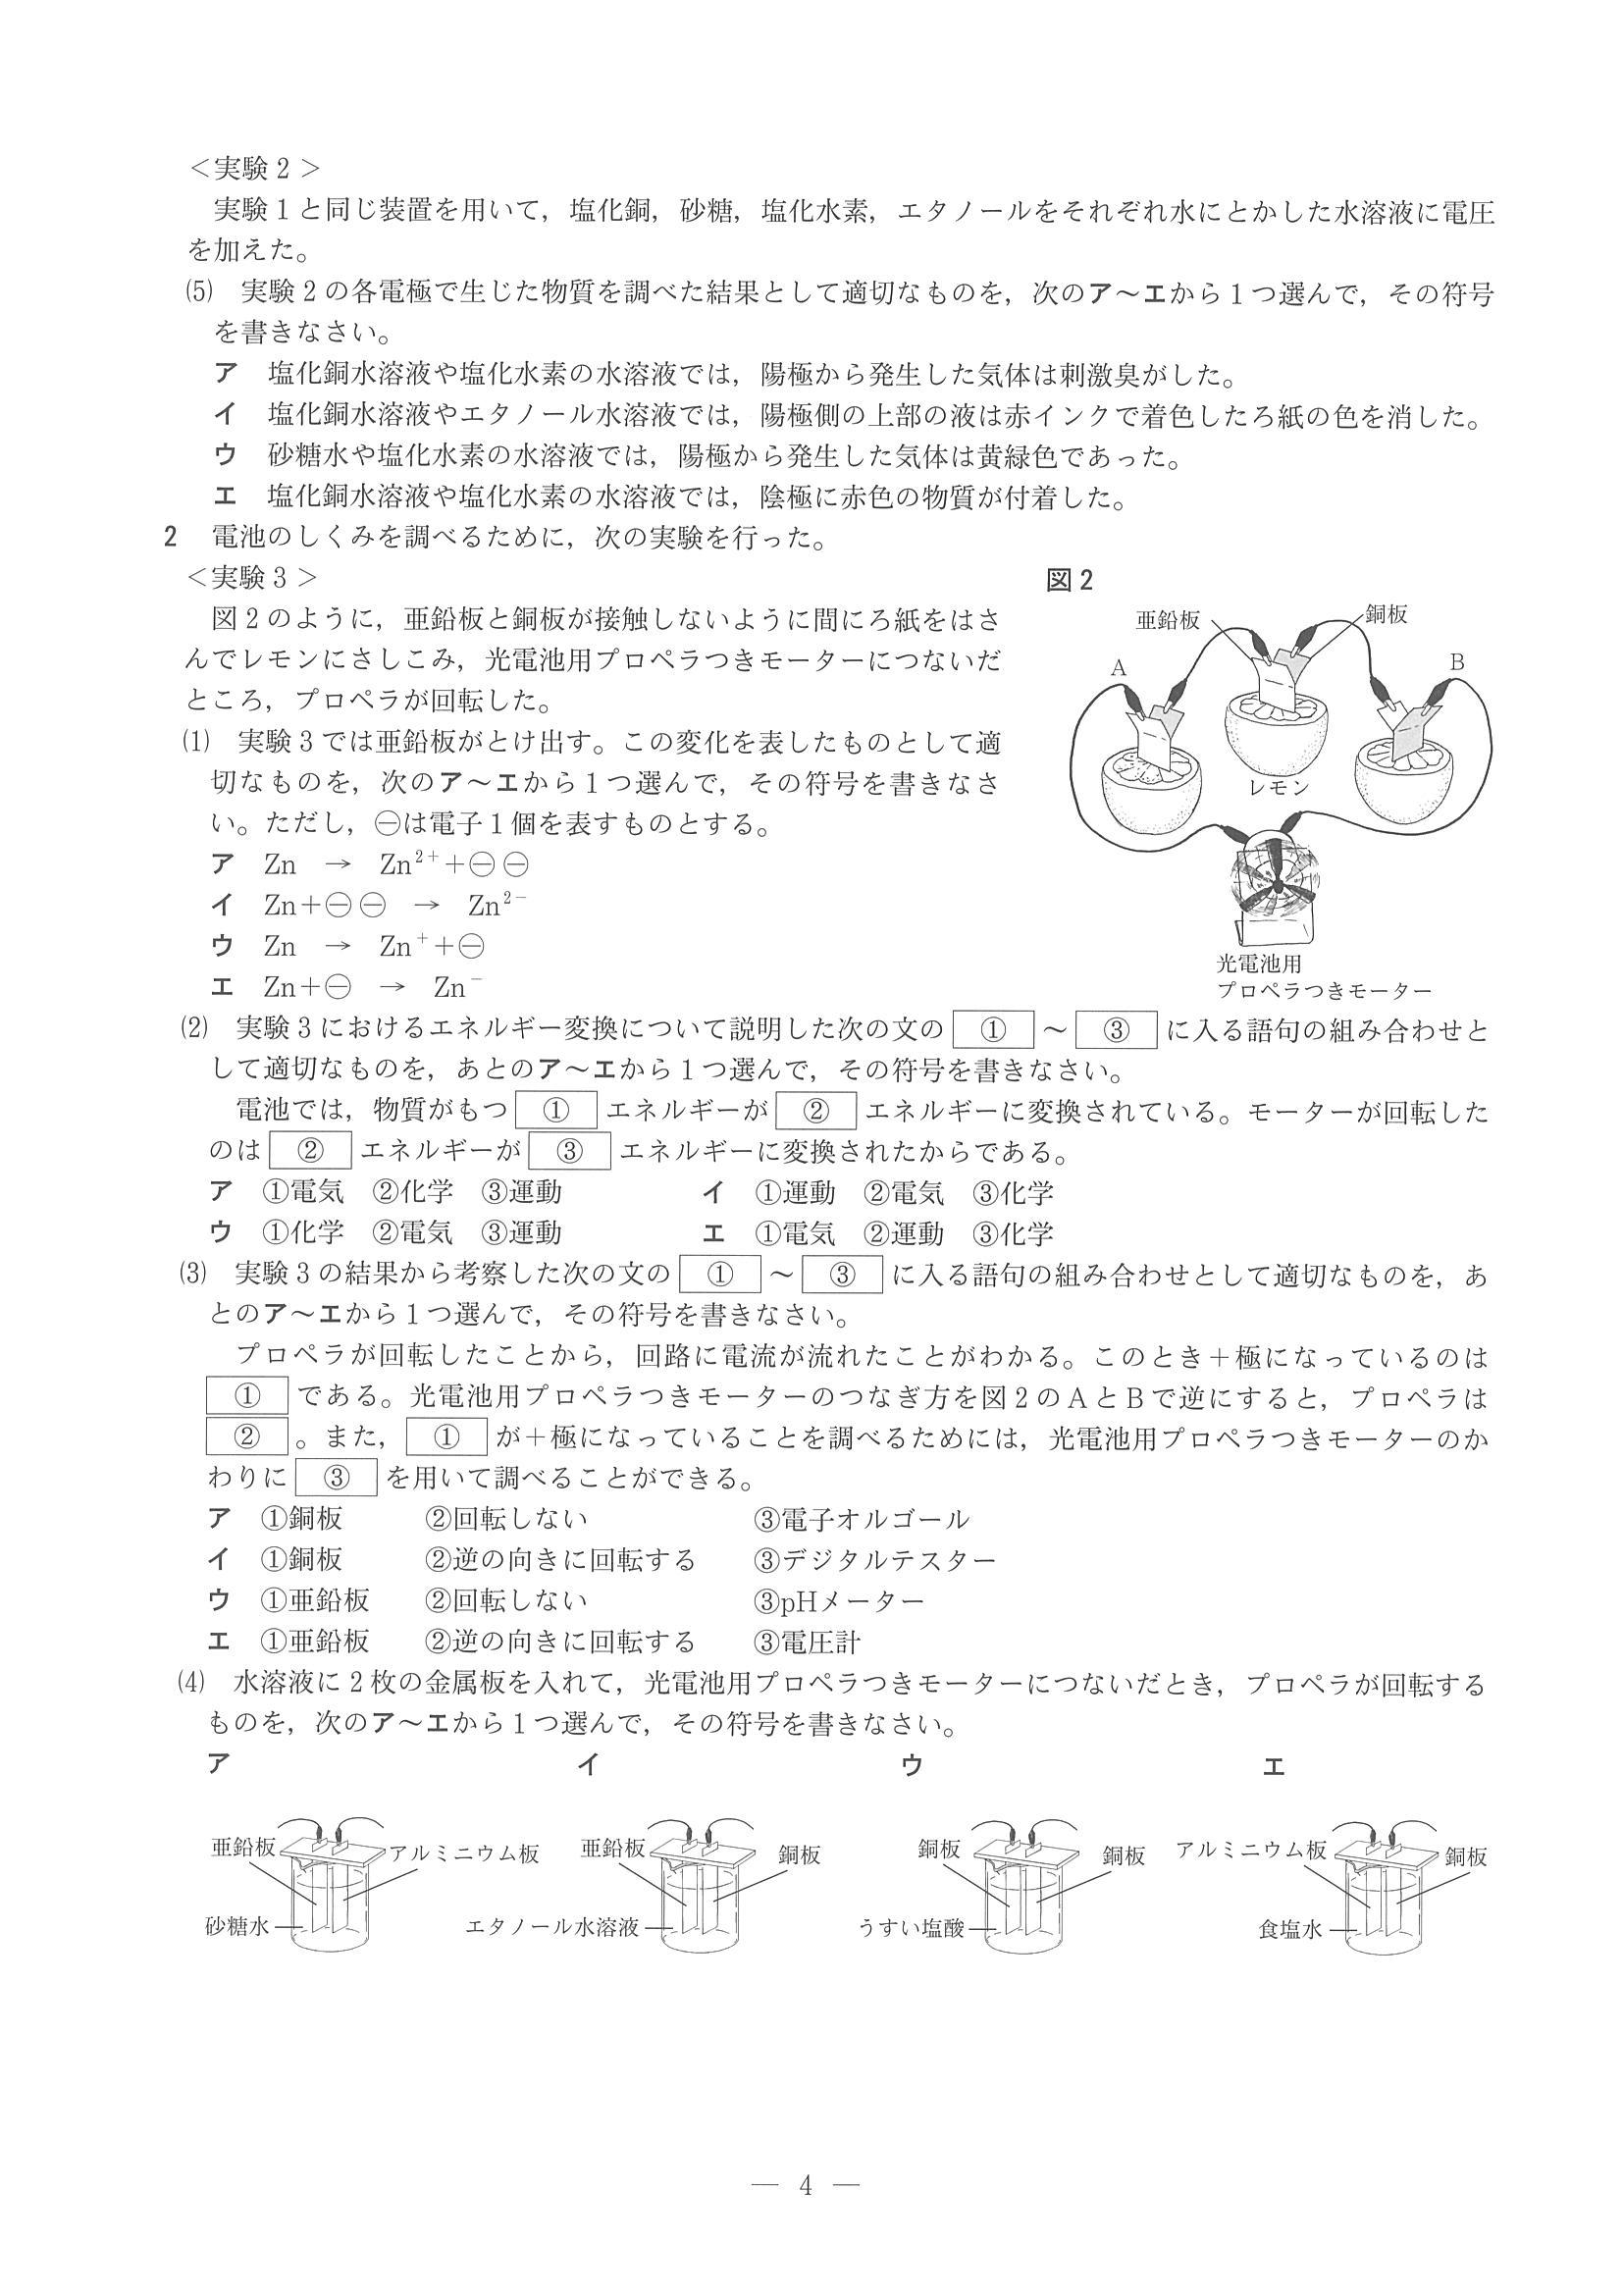 ＜実験２＞
実験１と同じ装置を用いて，塩化銅，砂糖，塩化水素，エタノールをそれぞれ水にとかした水溶液に電圧
を加えた。
⑸　実験２の各電極で生じた物質を調べた結果として適切なものを，次のア～エから１つ選んで，その符号
を書きなさい。
ア　塩化銅水溶液や塩化水素の水溶液では，陽極から発生した気体は刺激臭がした。
イ　塩化銅水溶液やエタノール水溶液では，陽極側の上部の液は赤インクで着色したろ紙の色を消した。
ウ　砂糖水や塩化水素の水溶液では，陽極から発生した気体は黄緑色であった。
エ　塩化銅水溶液や塩化水素の水溶液では，陰極に赤色の物質が付着した。
２　電池のしくみを調べるために，次の実験を行った。
＜実験３＞
図２のように，亜鉛板と銅板が接触しないように間にろ紙をはさ
んでレモンにさしこみ，光電池用プロペラつきモーターにつないだ
ところ，プロペラが回転した。
⑴　実験３では亜鉛板がとけ出す。この変化を表したものとして適
切なものを，次のア～エから１つ選んで，その符号を書きなさ
い。ただし，⊖は電子１個を表すものとする。
ア　Zn　→　Zn²⁺＋⊖⊖
イ　Zn＋⊖⊖　→　Zn²⁻
ウ　Zn　→　Zn⁺＋⊖
エ　Zn＋⊖　→　Zn⁻
図２
亜鉛板
銅板
A
B
レモン
光電池用
プロペラつきモーター
⑵　実験３におけるエネルギー変換について説明した次の文の ① ～ ③ に入る語句の組み合わせと
して適切なものを，あとのア～エから１つ選んで，その符号を書きなさい。
電池では，物質がもつ ① エネルギーが ② エネルギーに変換されている。モーターが回転した
のは ② エネルギーが ③ エネルギーに変換されたからである。
ア　①電気　②化学　③運動　　イ　①運動　②電気　③化学
ウ　①化学　②電気　③運動　　エ　①電気　②運動　③化学
⑶　実験３の結果から考察した次の文の ① ～ ③ に入る語句の組み合わせとして適切なものを，あ
とのア～エから１つ選んで，その符号を書きなさい。
プロペラが回転したことから，回路に電流が流れたことがわかる。このとき＋極になっているのは
① である。光電池用プロペラつきモーターのつなぎ方を図２のＡとＢで逆にすると，プロペラは
② 。また， ① が＋極になっていることを調べるためには，光電池用プロペラつきモーターのか
わりに ③ を用いて調べることができる。
ア　①銅板　②回転しない　③電子オルゴール
イ　①銅板　②逆の向きに回転する　③デジタルテスター
ウ　①亜鉛板　②回転しない　③pHメーター
エ　①亜鉛板　②逆の向きに回転する　③電圧計
⑷　水溶液に２枚の金属板を入れて，光電池用プロペラつきモーターにつないだとき，プロペラが回転する
ものを，次のア～エから１つ選んで，その符号を書きなさい。
ア　イ　ウ　エ
亜鉛板　アルミニウム板　亜鉛板　銅板　銅板　銅板　アルミニウム板　銅板
砂糖水　エタノール水溶液　うすい塩酸　食塩水
― 4 ―